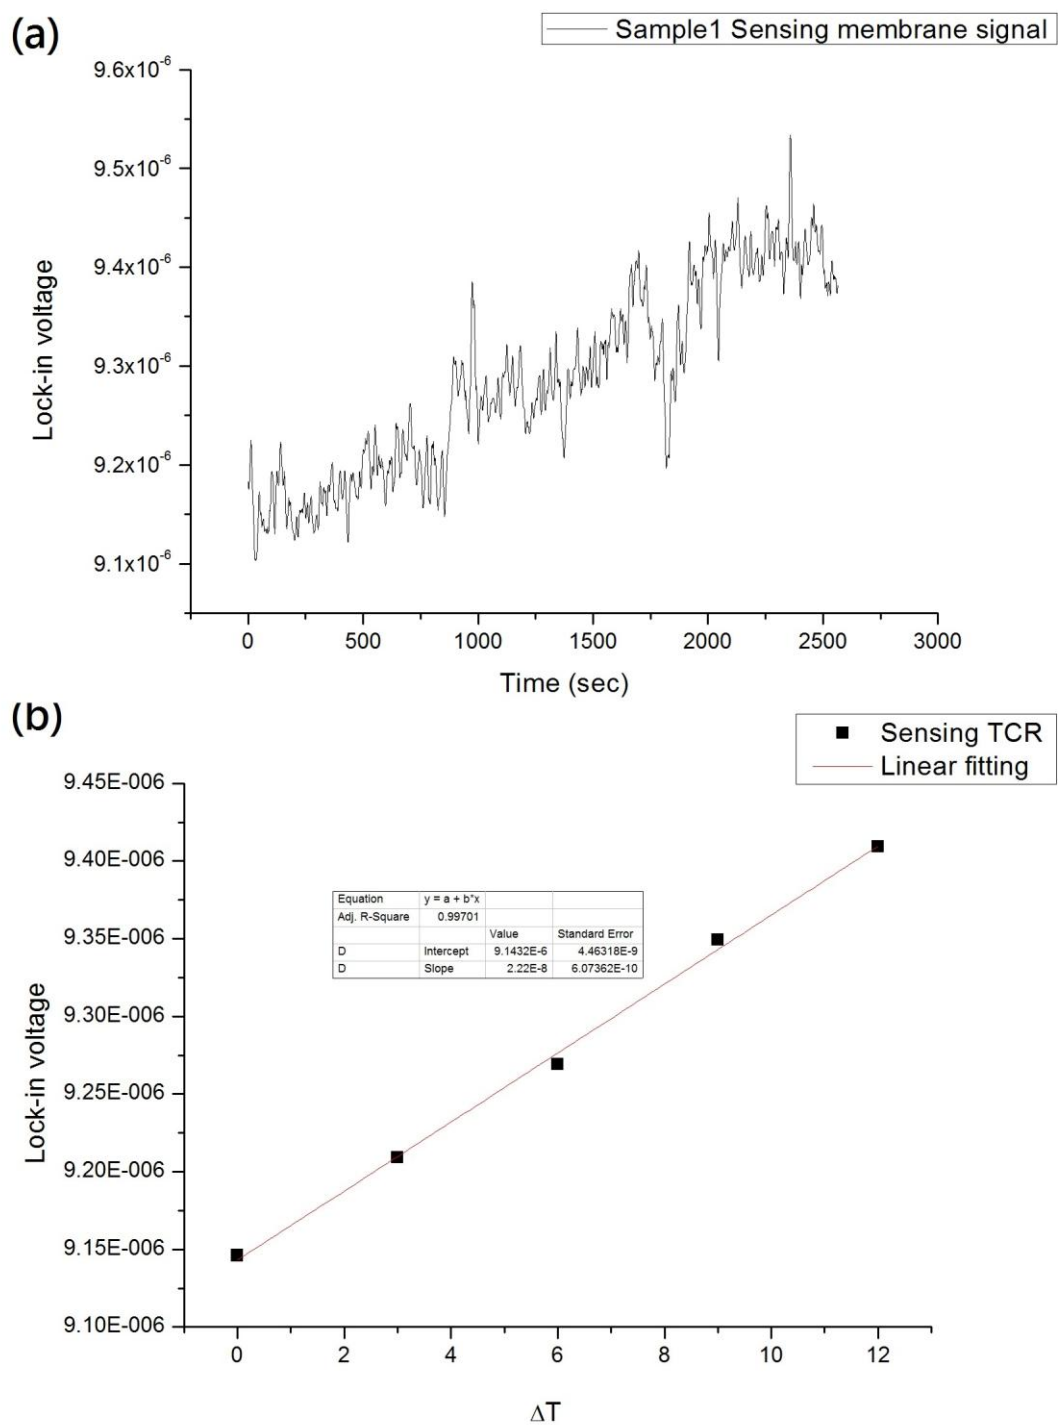 (a)
Sample1 Sensing membrane signal
9.6x10⁻⁶
9.5x10⁻⁶
9.4x10⁻⁶
9.3x10⁻⁶
9.2x10⁻⁶
9.1x10⁻⁶
Lock-in voltage
0 500 1000 1500 2000 2500 3000
Time (sec)
(b)
Sensing TCR
Linear fitting
9.45E-006
9.40E-006
9.35E-006
9.30E-006
9.25E-006
9.20E-006
9.15E-006
9.10E-006
Lock-in voltage
Equation y = a + b*x
Adj. R-Square 0.99701
Value Standard Error
D Intercept 9.1432E-6 4.46318E-9
D Slope 2.22E-8 6.07362E-10
0 2 4 6 8 10 12
ΔT